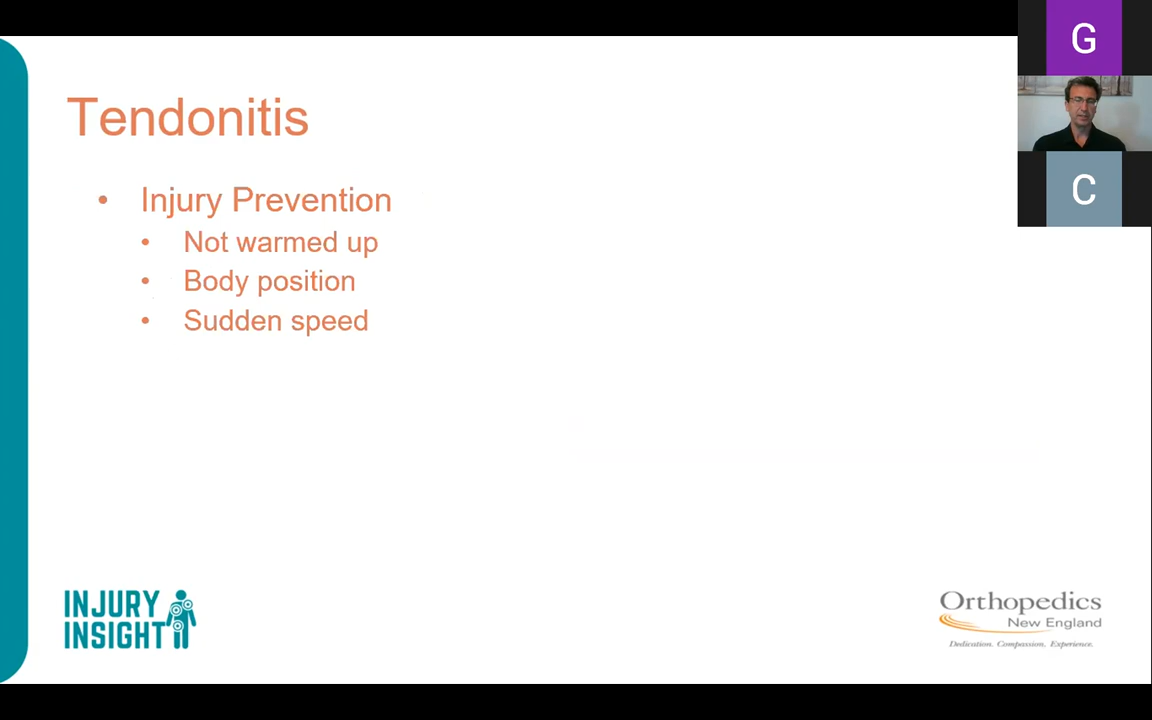 Tendonitis
• Injury Prevention
• Not warmed up
• Body position
• Sudden speed
INJURY
INSIGHT
Orthopedics
New England
Dedication. Compassion. Experience.
G
C